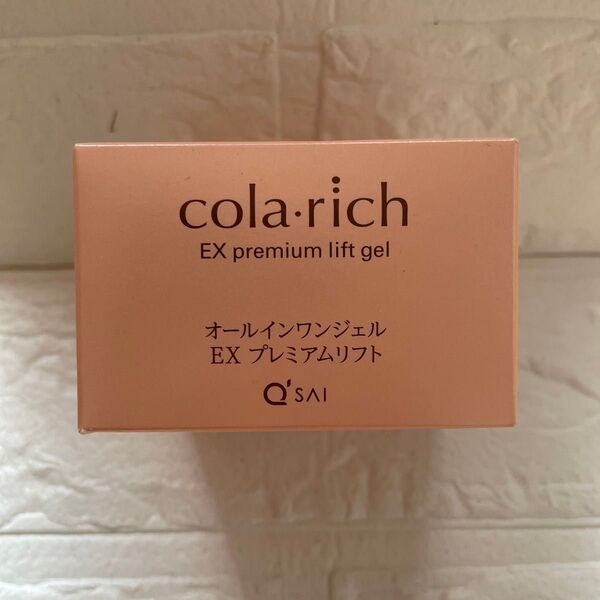 cola·rich
EX premium lift gel
オールインワンジェル
EX プレミアムリフト
Q'SAI